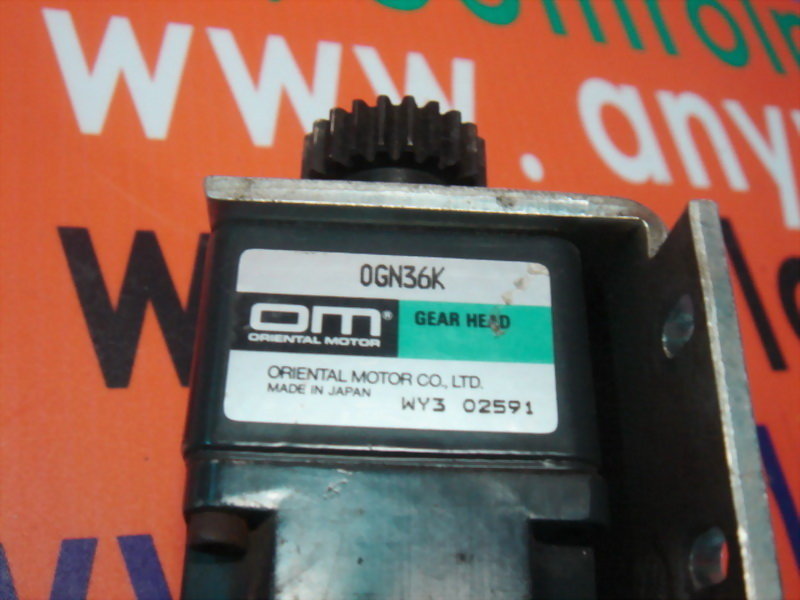 www.any
0GN36K
OM®
ORIENTAL MOTOR
GEAR HEAD
ORIENTAL MOTOR CO., LTD.
MADE IN JAPAN
WY3 02591